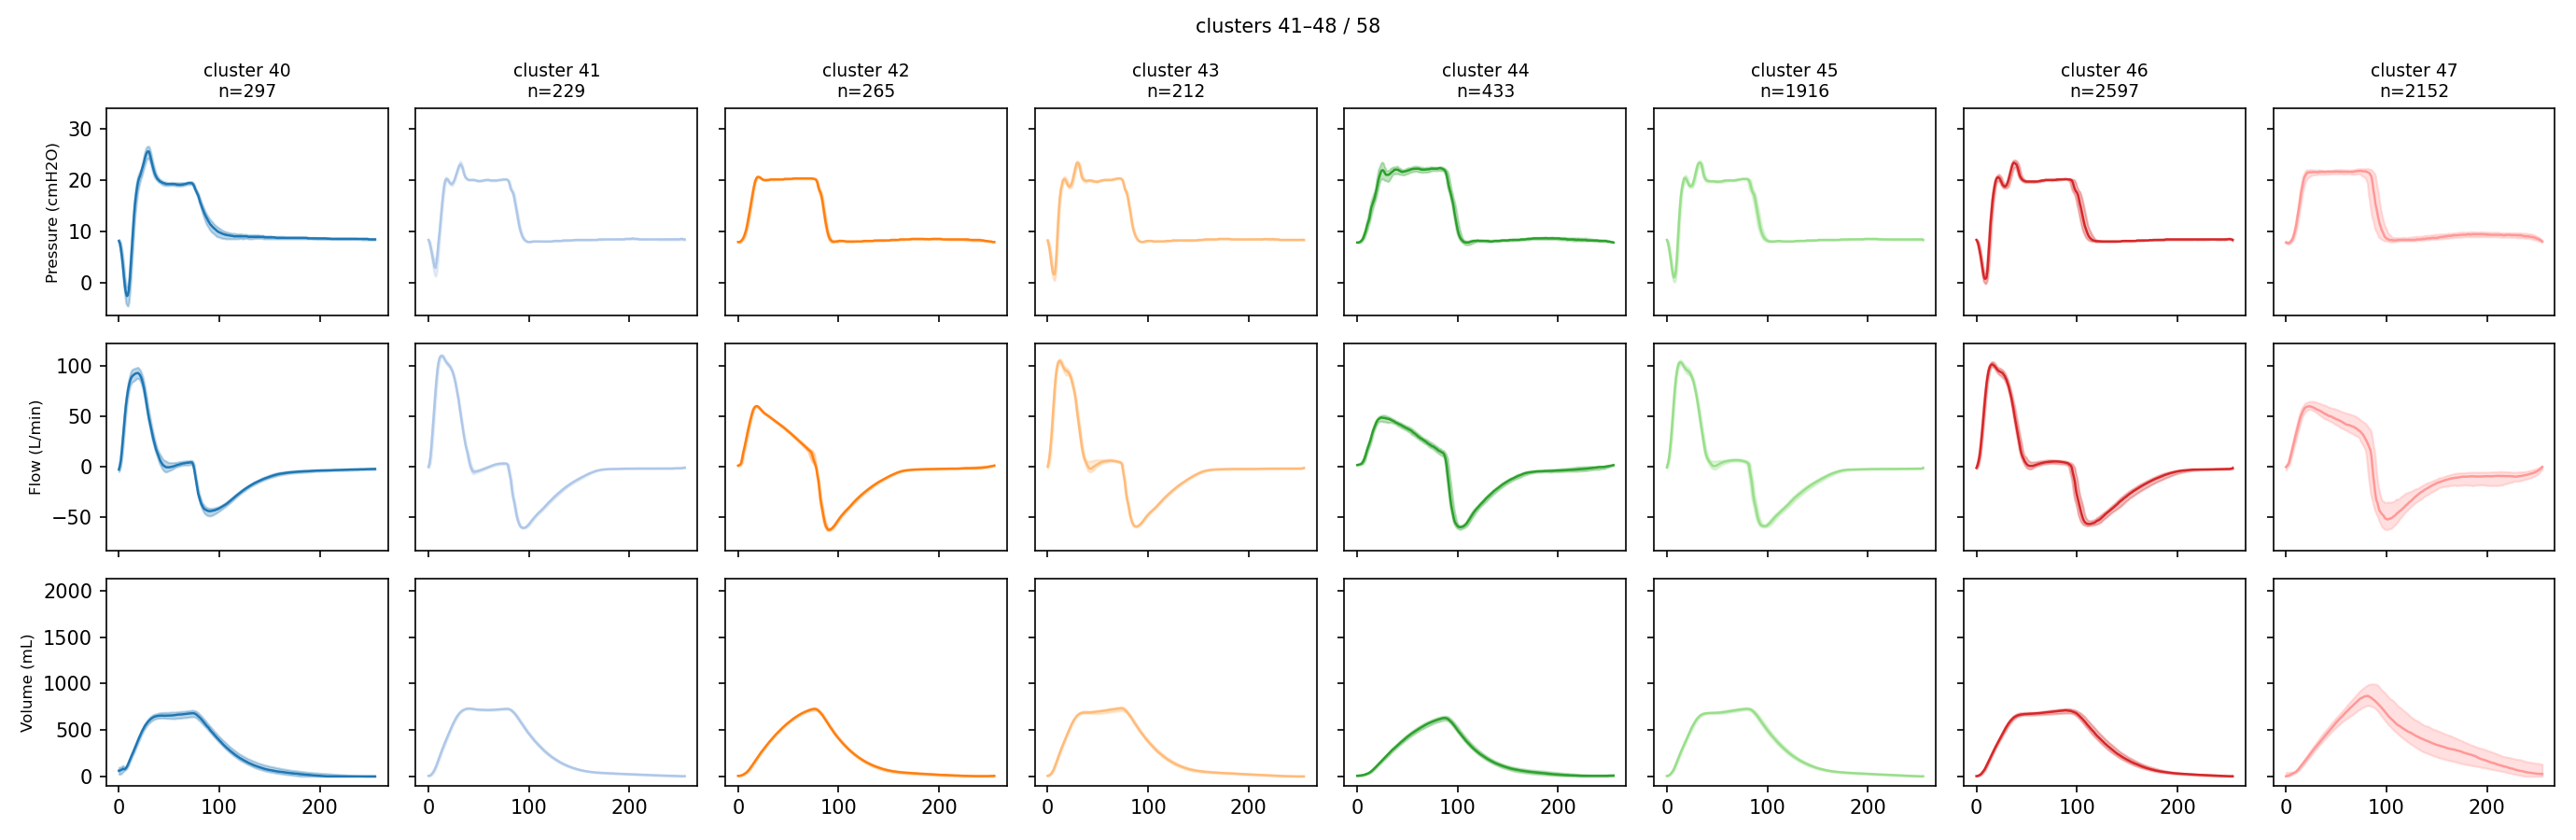 clusters 41–48 / 58
cluster 40
n=297
cluster 41
n=229
cluster 42
n=265
cluster 43
n=212
cluster 44
n=433
cluster 45
n=1916
cluster 46
n=2597
cluster 47
n=2152
Pressure (cmH2O)
30
20
10
0
Flow (L/min)
100
50
0
−50
Volume (mL)
2000
1500
1000
500
0
0 100 200
0 100 200
0 100 200
0 100 200
0 100 200
0 100 200
0 100 200
0 100 200